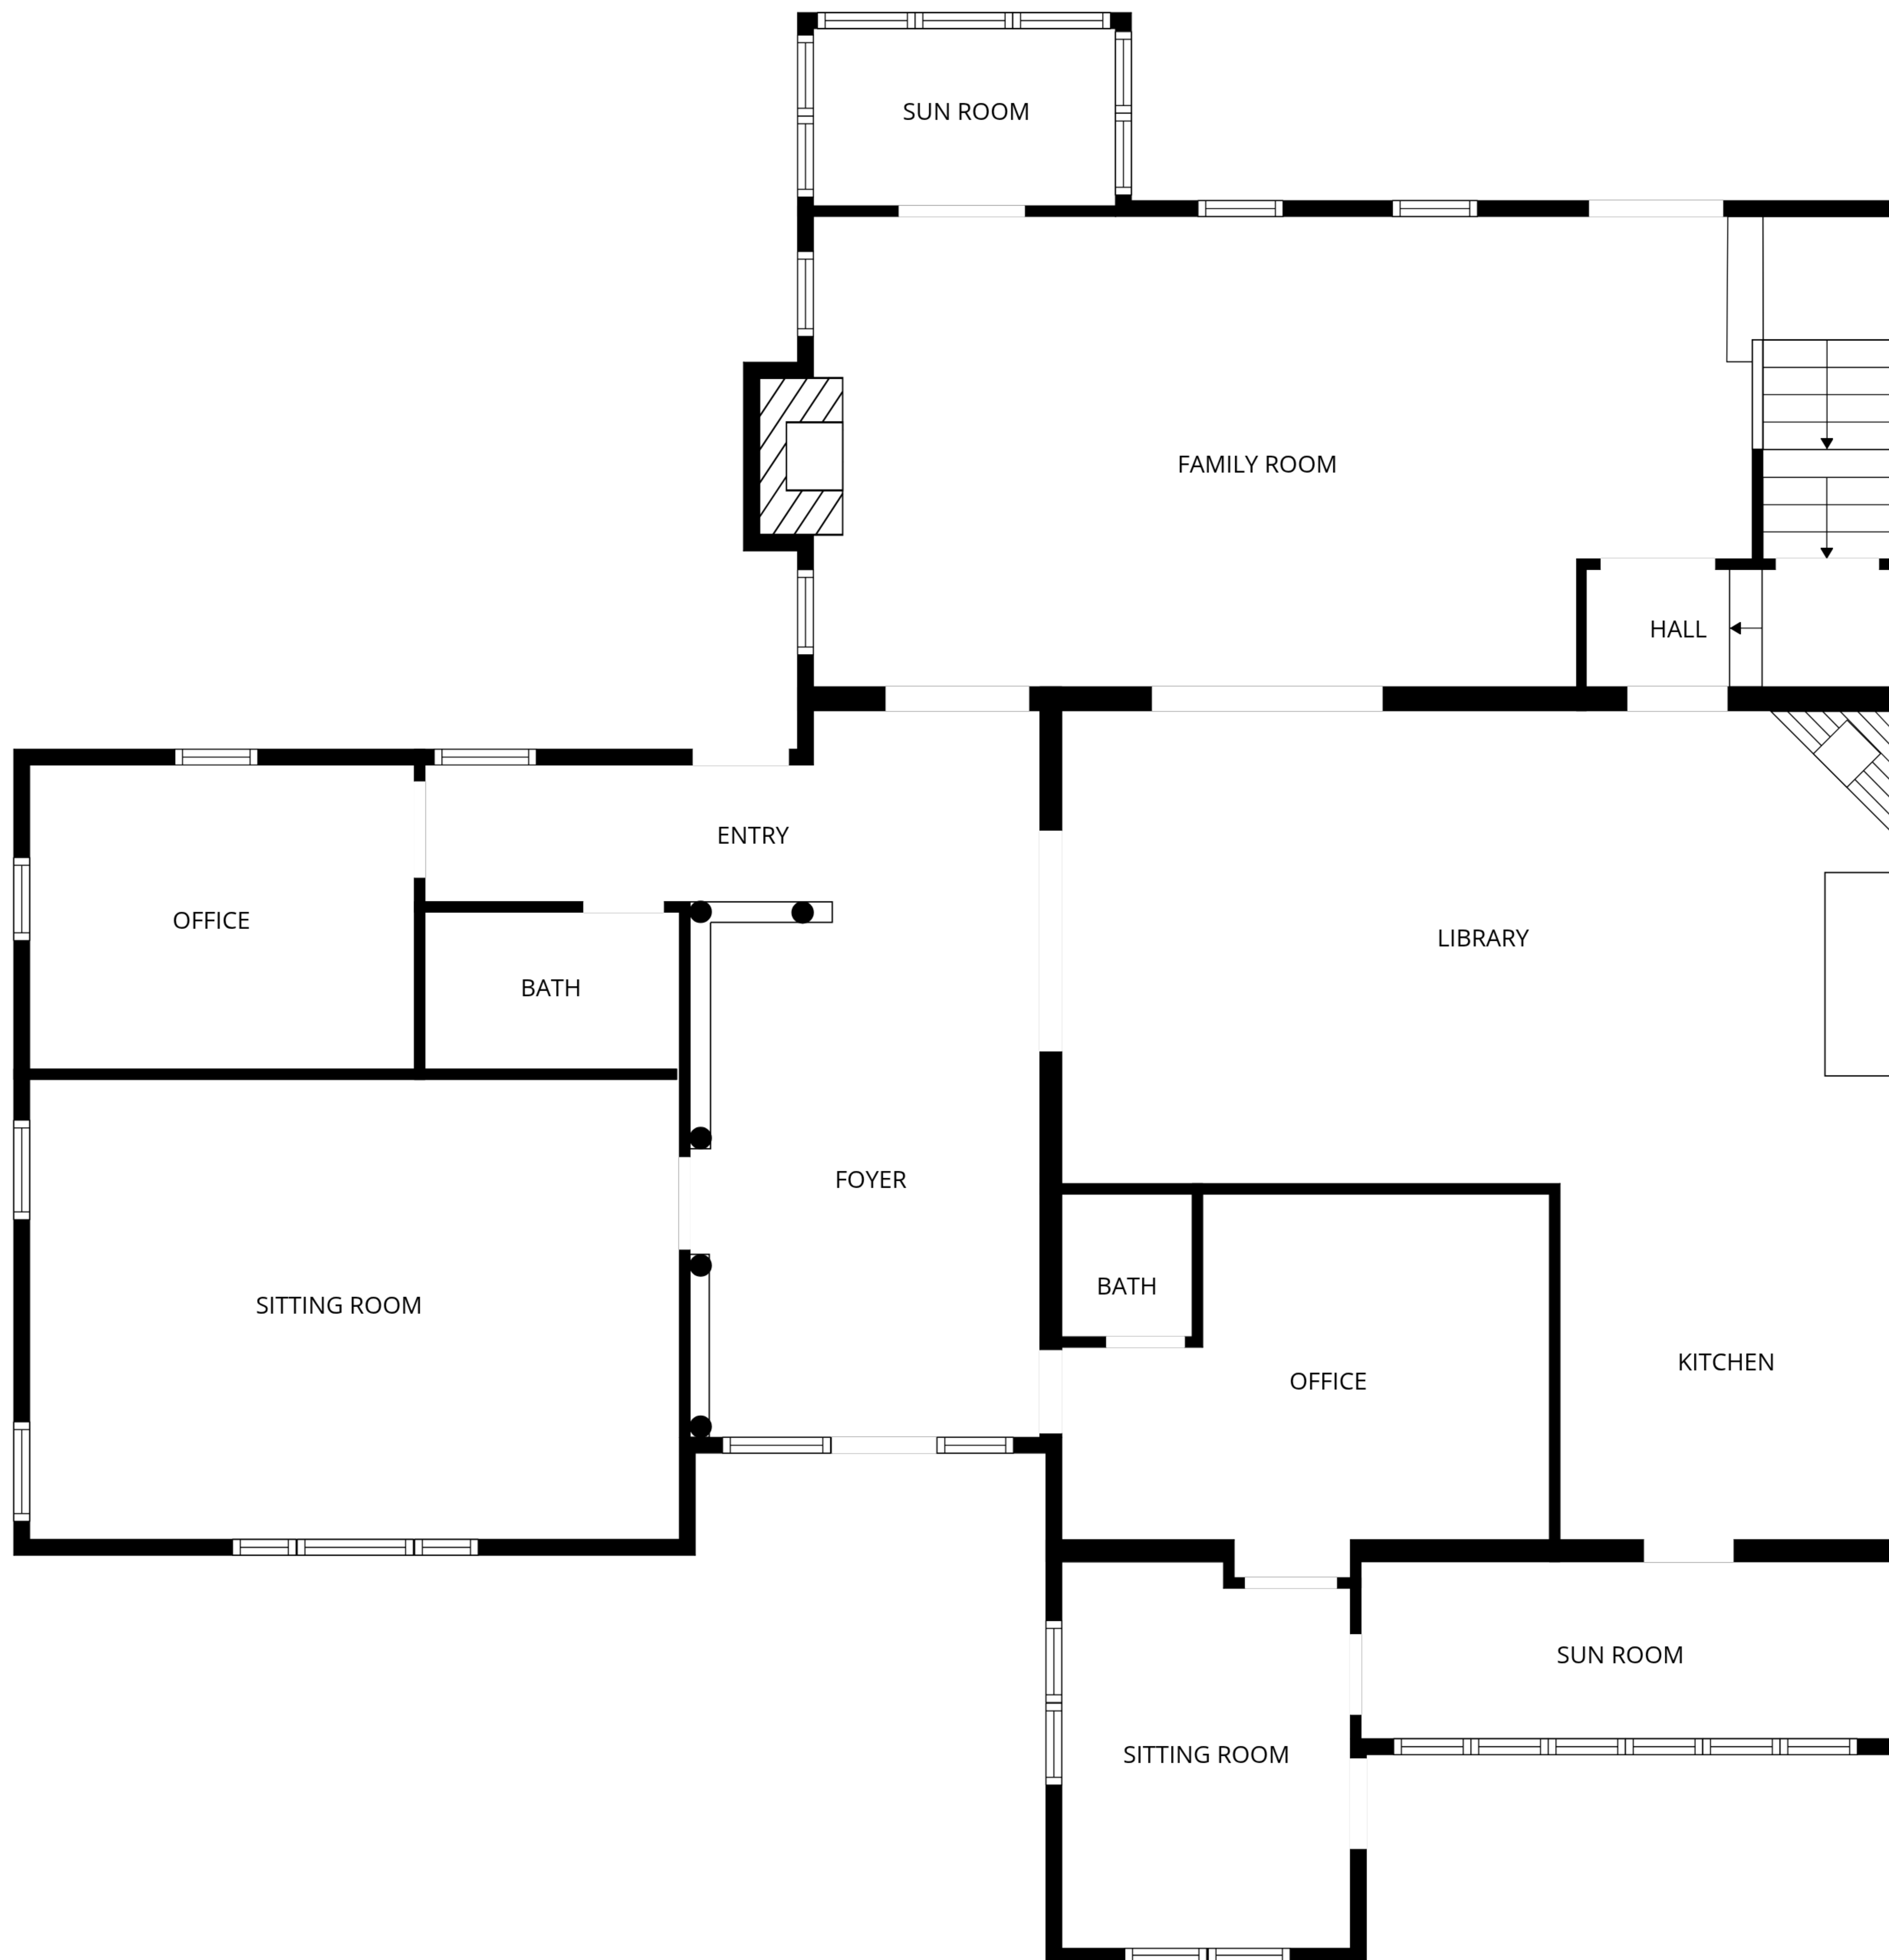 SUN ROOM
FAMILY ROOM
HALL
ENTRY
OFFICE
LIBRARY
BATH
FOYER
SITTING ROOM
BATH
KITCHEN
OFFICE
SUN ROOM
SITTING ROOM